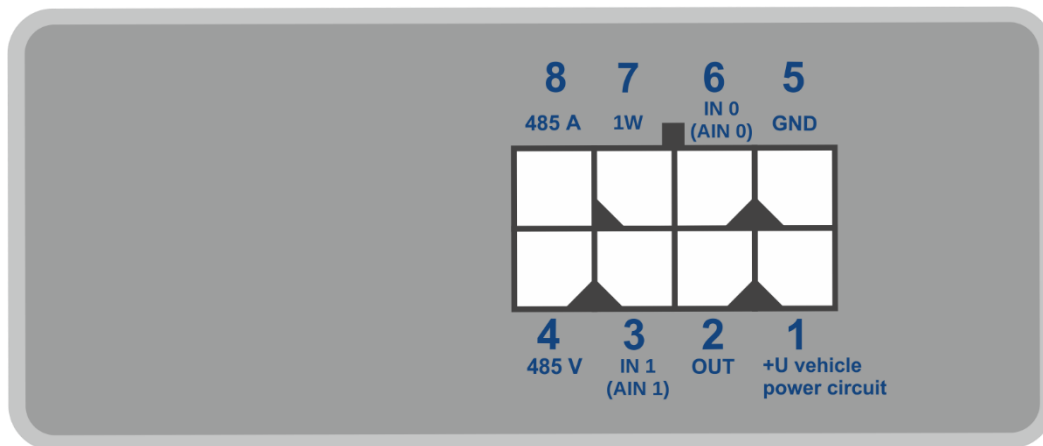 8 7 6 5
485 A 1W IN 0 (AIN 0) GND
4 3 2 1
485 V IN 1 (AIN 1) OUT +U vehicle power circuit